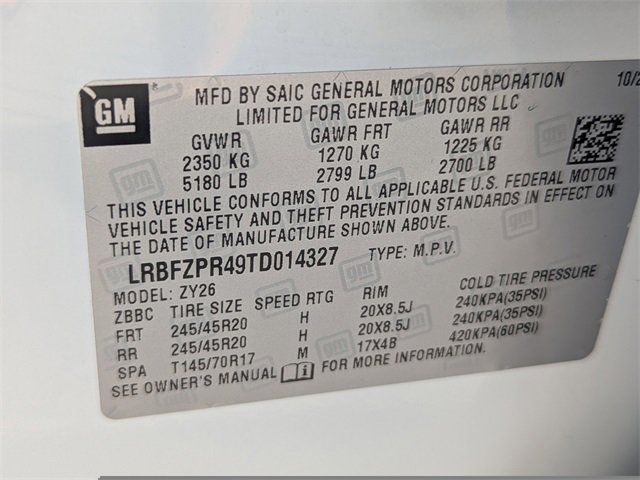 GM
MFD BY SAIC GENERAL MOTORS CORPORATION 10/2
LIMITED FOR GENERAL MOTORS LLC
GVWR GAWR FRT GAWR RR
2350 KG 1270 KG 1225 KG
5180 LB 2799 LB 2700 LB
THIS VEHICLE CONFORMS TO ALL APPLICABLE U.S. FEDERAL MOTOR
VEHICLE SAFETY AND THEFT PREVENTION STANDARDS IN EFFECT ON
THE DATE OF MANUFACTURE SHOWN ABOVE.
LRBFZPR49TD014327 TYPE: M.P.V.
MODEL: ZY26
ZBBC TIRE SIZE SPEED RTG RIM COLD TIRE PRESSURE
FRT 245/45R20 H 20X8.5J 240KPA(35PSI)
RR 245/45R20 H 20X8.5J 240KPA(35PSI)
SPA T145/70R17 M 17X4B 420KPA(60PSI)
SEE OWNER'S MANUAL FOR MORE INFORMATION.